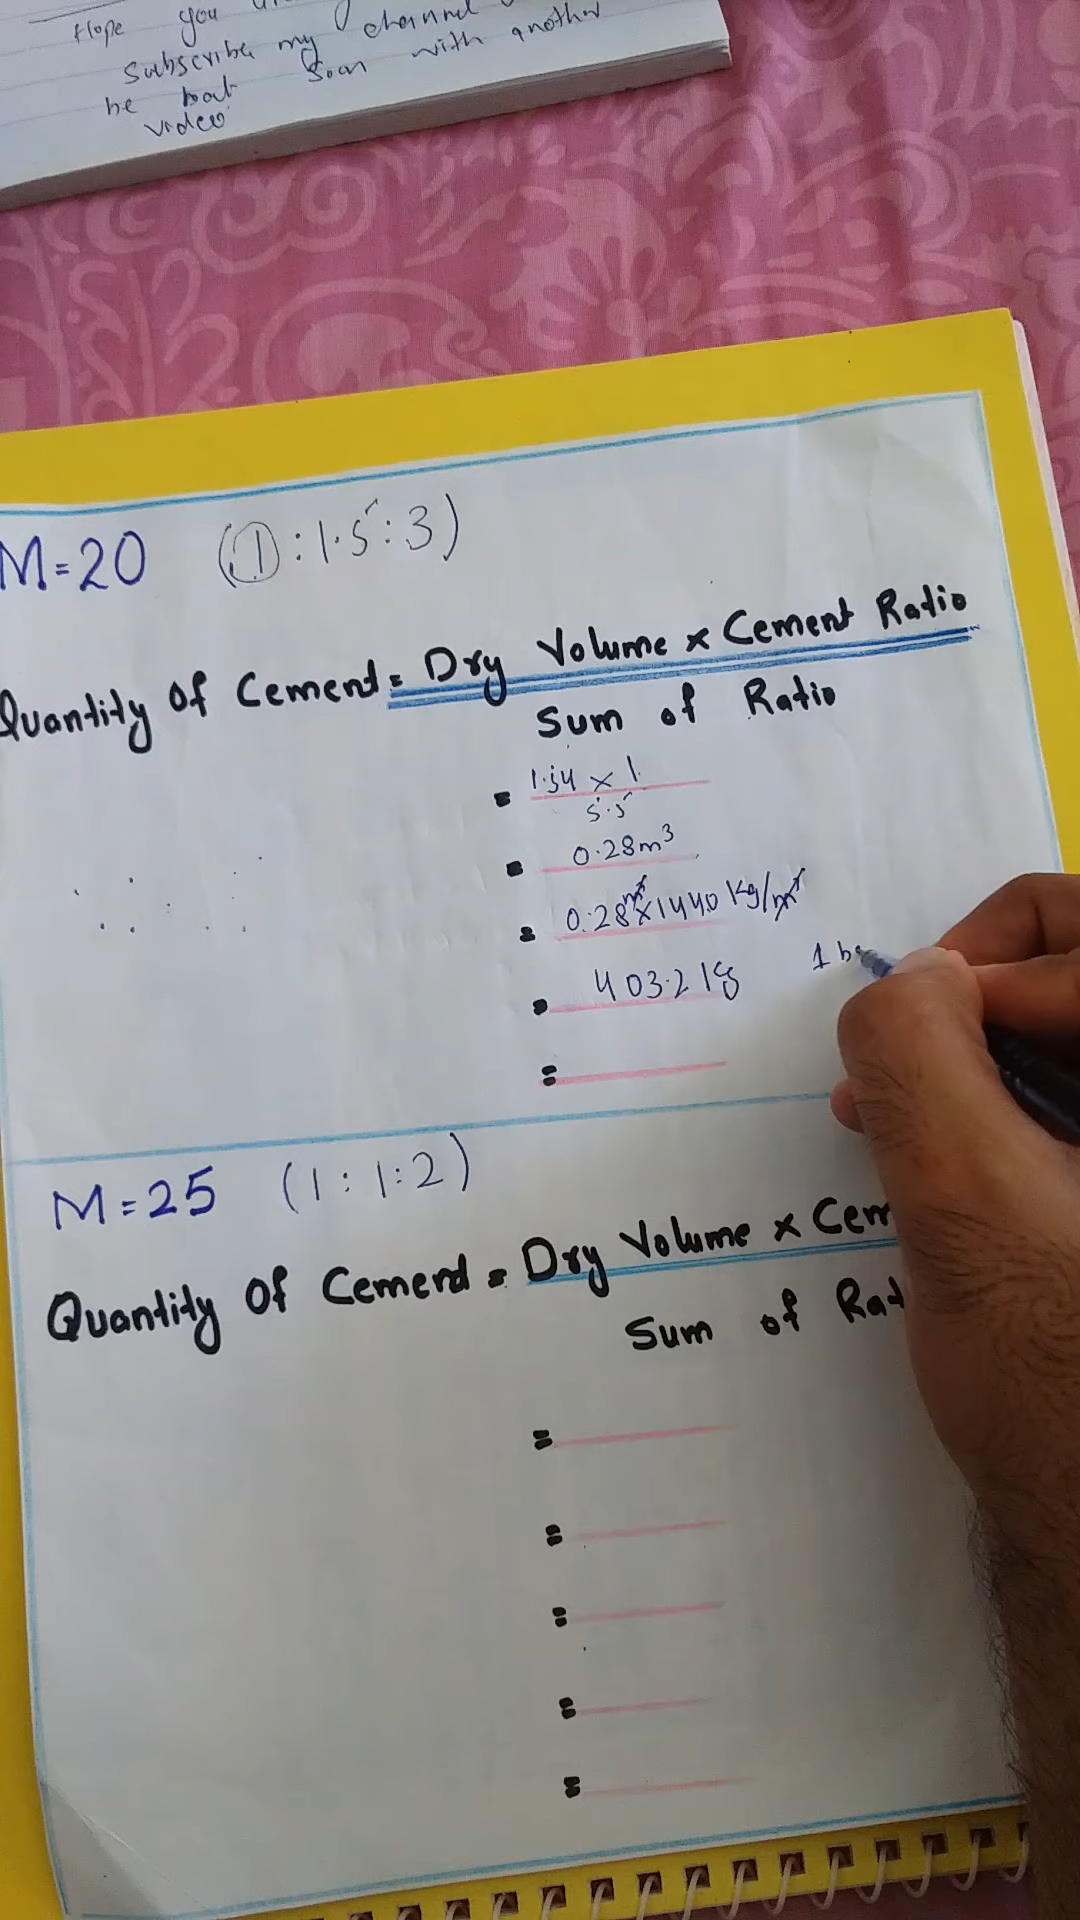 Hope you
Subscribe my channel
be back soon with another
video
M=20 (1:1.5:3)
Quantity Of Cement = Dry Volume x Cement Ratio
Sum of Ratio
= 1.54 x 1
5.5
= 0.28m³
= 0.28m³x1440 Kg/m³
= 403.2 kg 1 b
=
M=25 (1:1:2)
Quantity Of Cement = Dry Volume x Cem
Sum of Rat
=
=
=
=
=